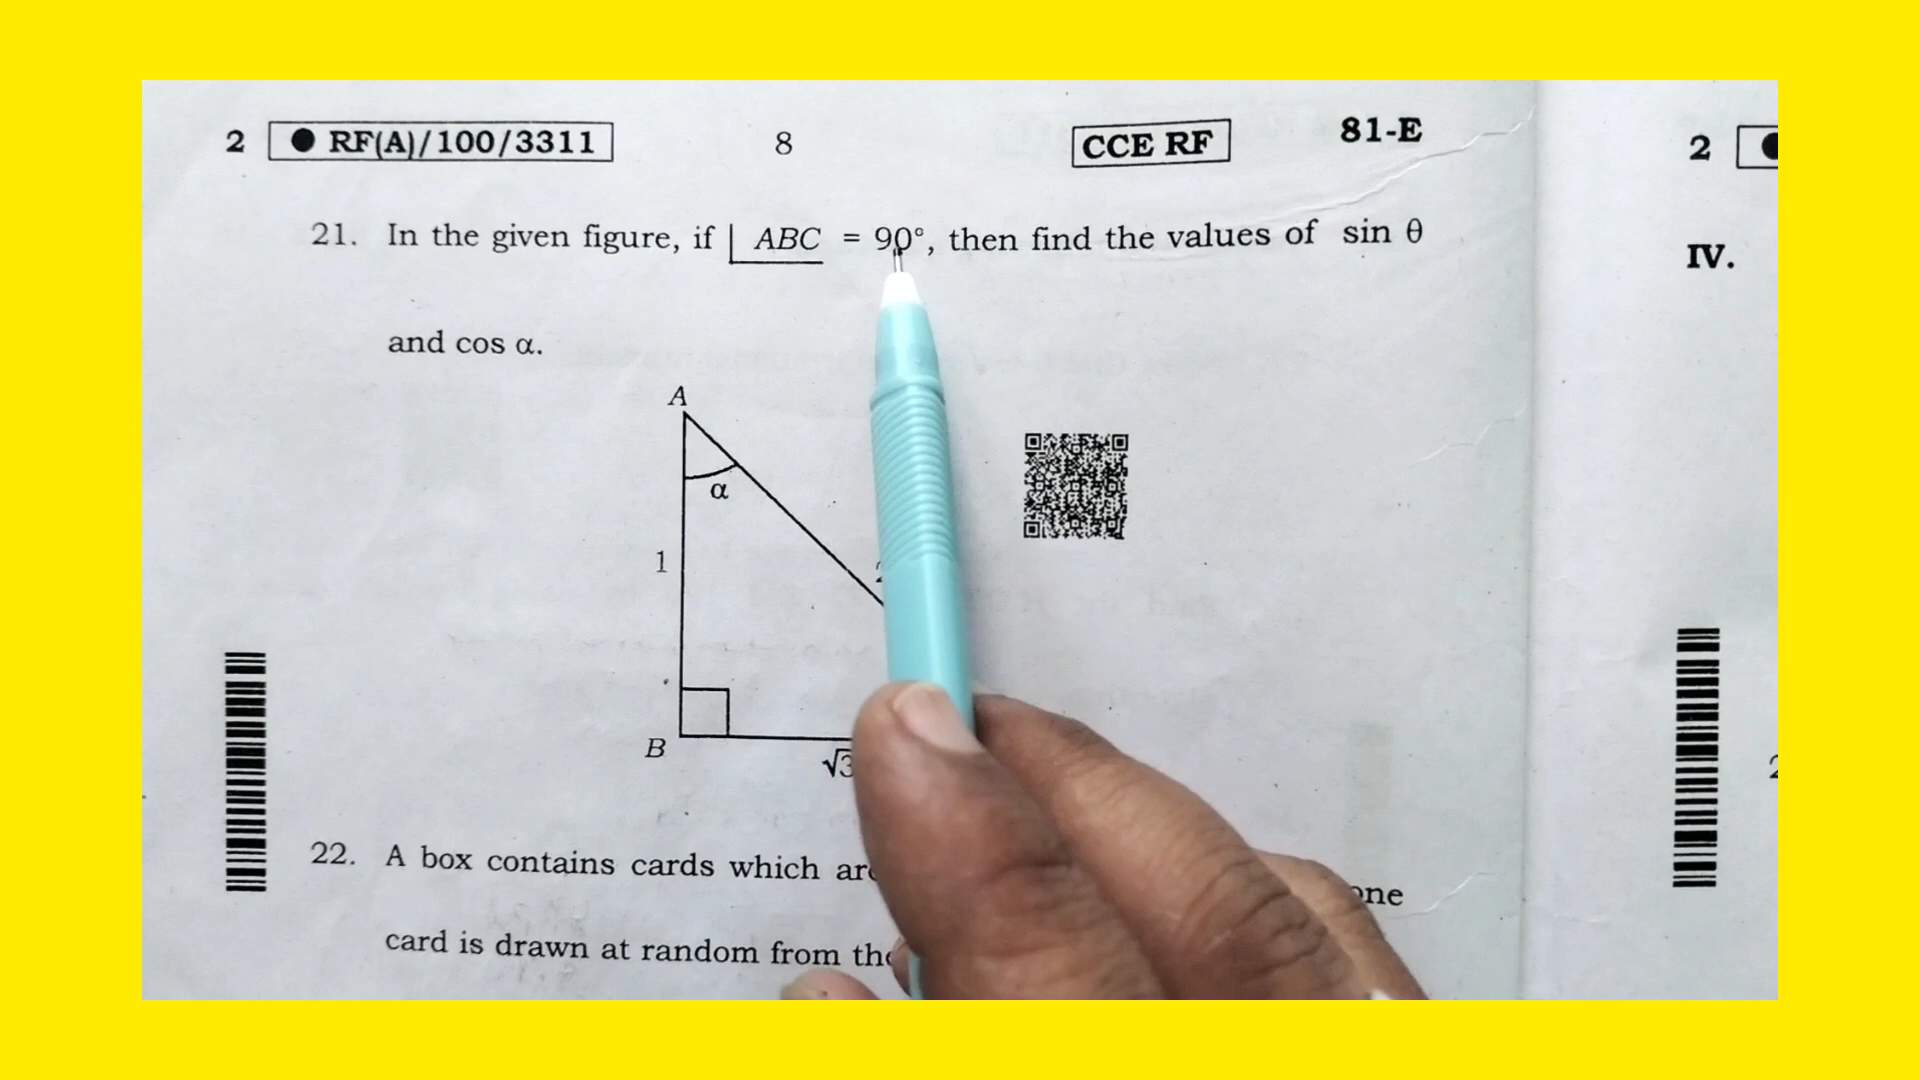 2 ● RF(A)/100/3311 8 CCE RF 81-E
21. In the given figure, if ABC = 90°, then find the values of sin θ
and cos α.
A
α
1
B
√3
22. A box contains cards which are one
card is drawn at random from the
2
IV.